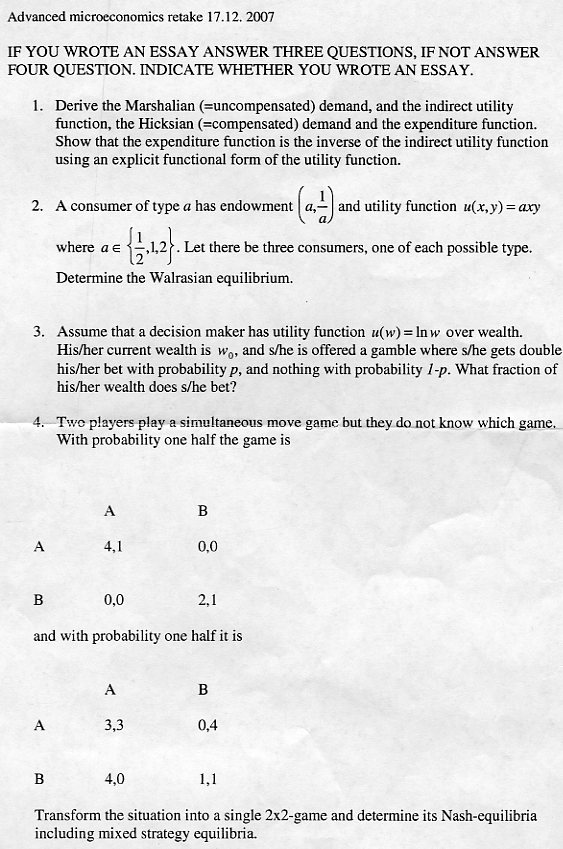 Advanced microeconomics retake 17.12. 2007
IF YOU WROTE AN ESSAY ANSWER THREE QUESTIONS, IF NOT ANSWER
FOUR QUESTION. INDICATE WHETHER YOU WROTE AN ESSAY.
1. Derive the Marshalian (=uncompensated) demand, and the indirect utility
function, the Hicksian (=compensated) demand and the expenditure function.
Show that the expenditure function is the inverse of the indirect utility function
using an explicit functional form of the utility function.
2. A consumer of type a has endowment (a, 1/a) and utility function u(x,y) = axy
where a ∈ {1/2,1,2}. Let there be three consumers, one of each possible type.
Determine the Walrasian equilibrium.
3. Assume that a decision maker has utility function u(w) = ln w over wealth.
His/her current wealth is w₀, and s/he is offered a gamble where s/he gets double
his/her bet with probability p, and nothing with probability 1-p. What fraction of
his/her wealth does s/he bet?
4. Two players play a simultaneous move game but they do not know which game.
With probability one half the game is
A B
A 4,1 0,0
B 0,0 2,1
and with probability one half it is
A B
A 3,3 0,4
B 4,0 1,1
Transform the situation into a single 2x2-game and determine its Nash-equilibria
including mixed strategy equilibria.